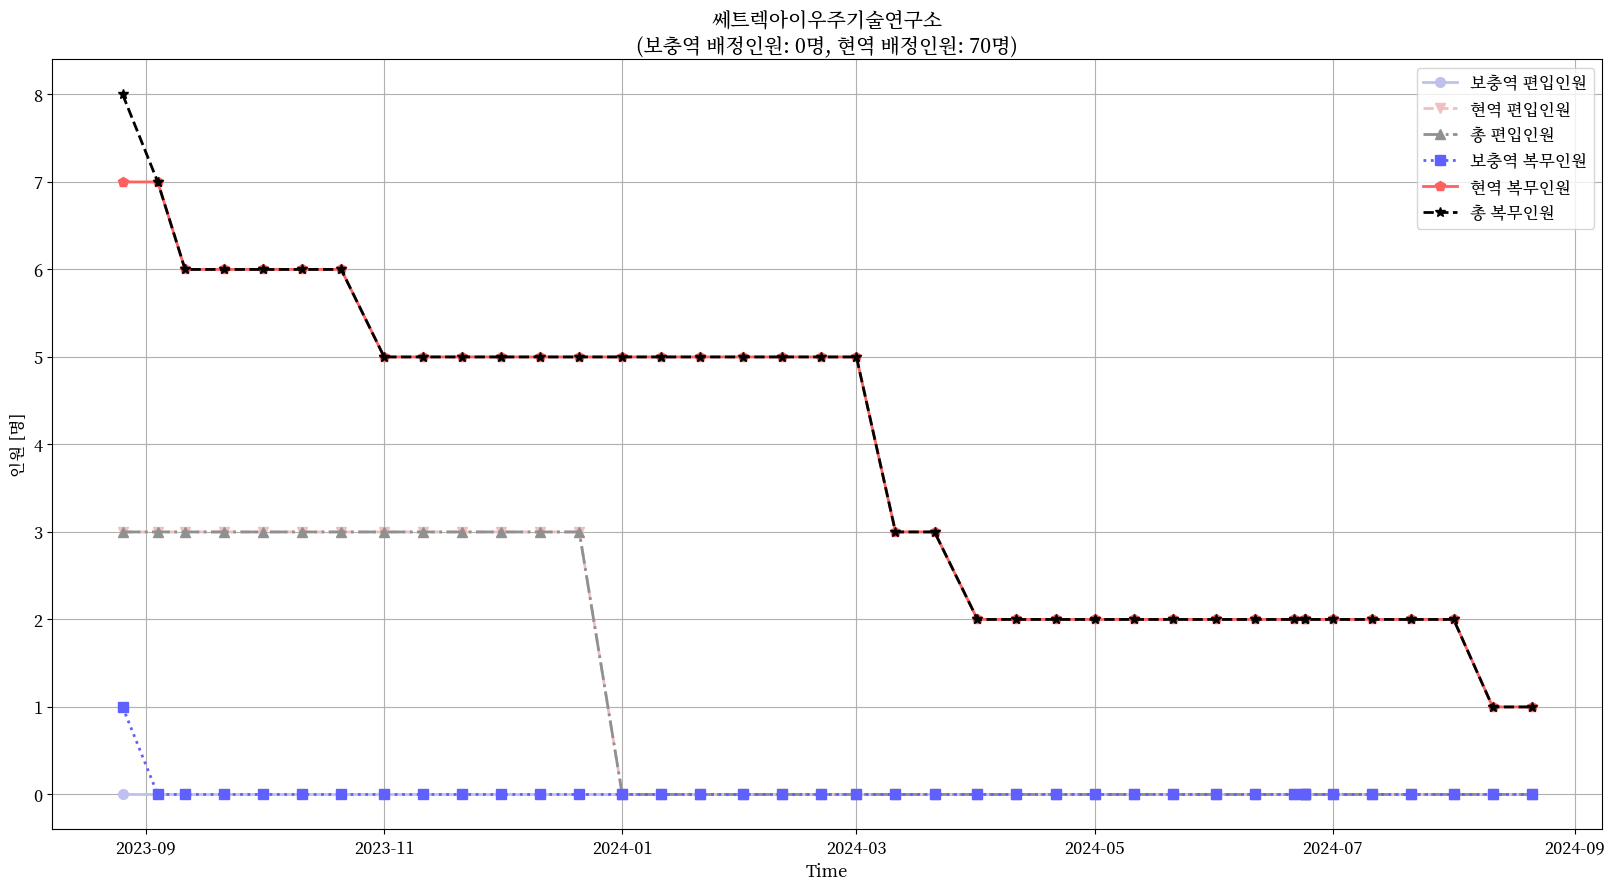 쎄트렉아이우주기술연구소
(보충역 배정인원: 0명, 현역 배정인원: 70명)
8
7
6
5
4
3
2
1
0
인원 [명]
보충역 편입인원
현역 편입인원
총 편입인원
보충역 복무인원
현역 복무인원
총 복무인원
2023-09
2023-11
2024-01
2024-03
2024-05
2024-07
2024-09
Time